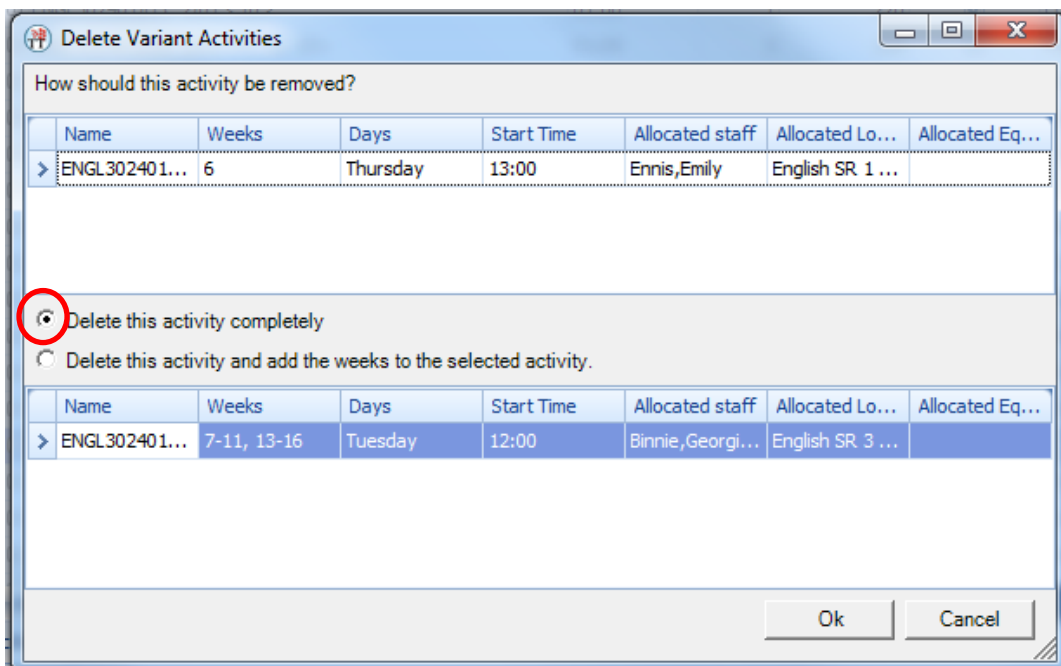 Delete Variant Activities
How should this activity be removed?
Name Weeks Days Start Time Allocated staff Allocated Lo... Allocated Eq...
ENGL302401... 6 Thursday 13:00 Ennis,Emily English SR 1 ...
Delete this activity completely
Delete this activity and add the weeks to the selected activity.
Name Weeks Days Start Time Allocated staff Allocated Lo... Allocated Eq...
ENGL302401... 7-11, 13-16 Tuesday 12:00 Binnie,Georgi... English SR 3 ...
Ok Cancel